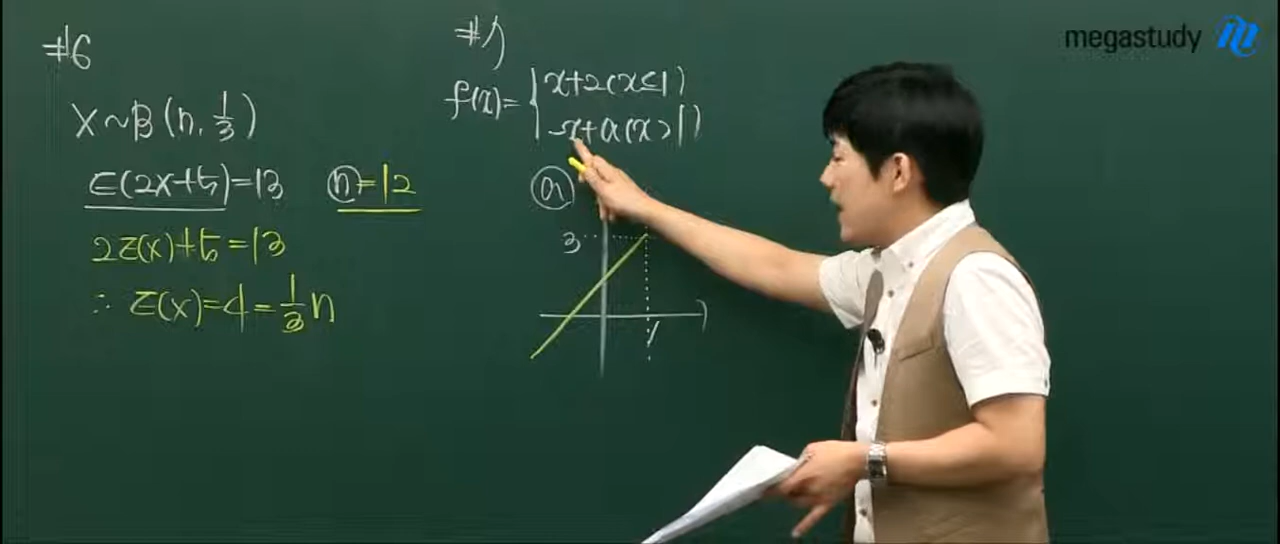 #6
X~B(n, 1/3)
E(2X+5)=13
n=12
2E(X)+5=13
∴ E(X)=4=1/3 n
#7
f(x)= { x+2 (x≤1)
-x+a (x>1)
a
3
1
megastudy